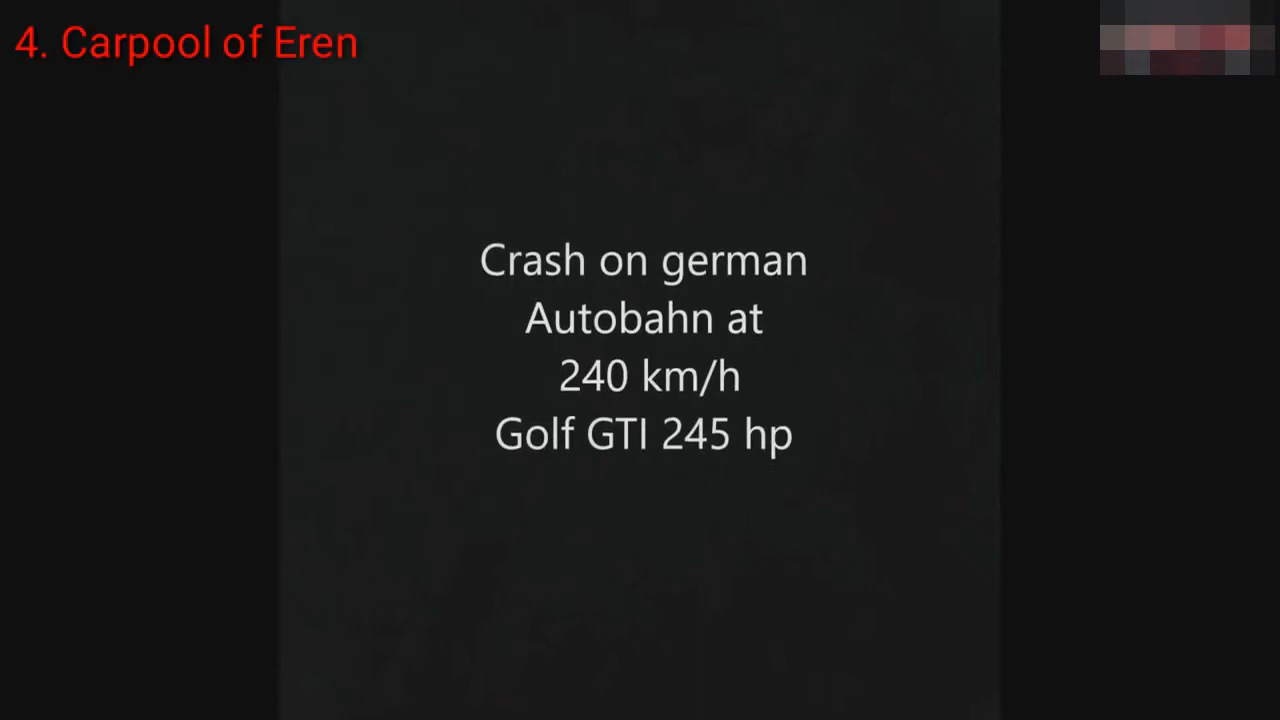 4. Carpool of Eren
Crash on german
Autobahn at
240 km/h
Golf GTI 245 hp